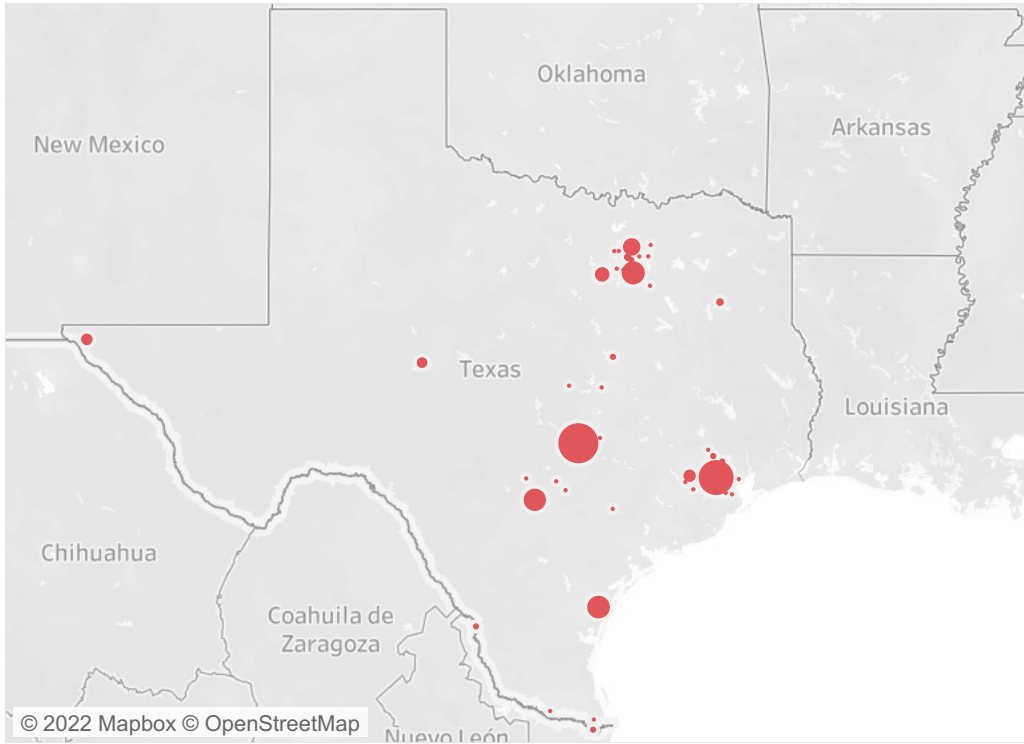 Oklahoma
Arkansas
New Mexico
Texas
Louisiana
Chihuahua
Coahuila de
Zaragoza
© 2022 Mapbox © OpenStreetMap
Nuevo León